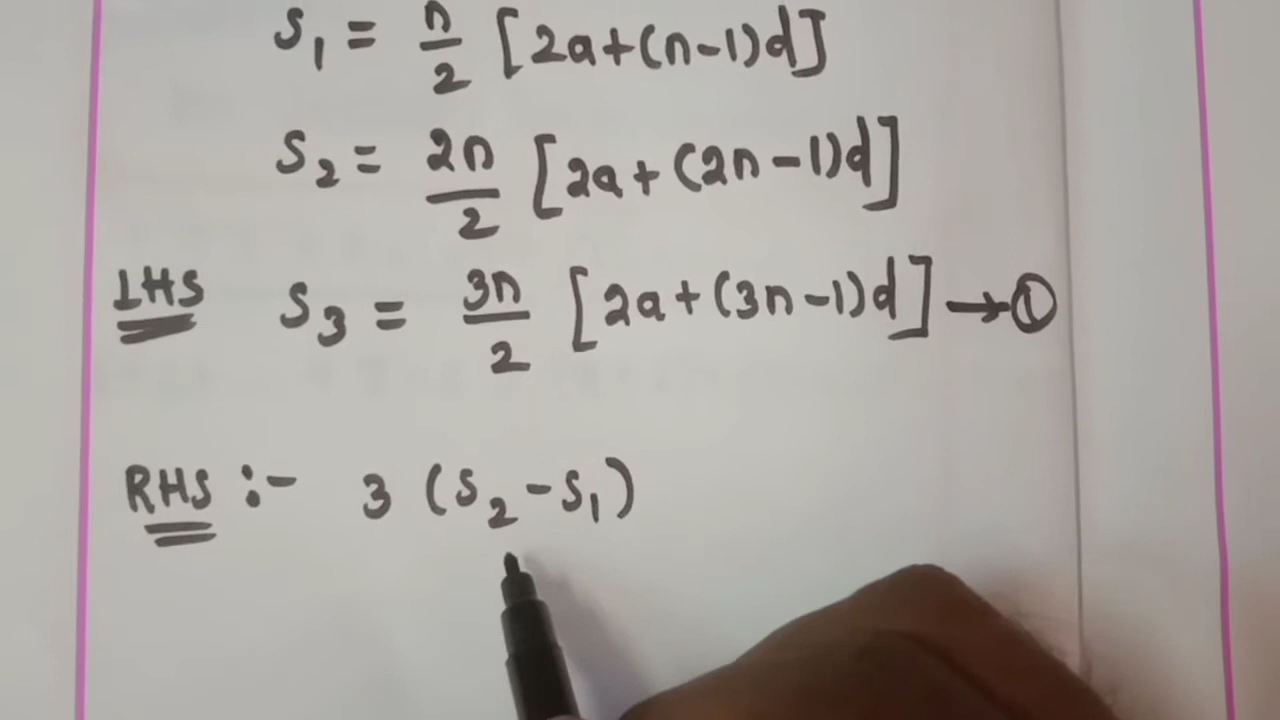 S₁ = n/2 [2a+(n-1)d]
S₂ = 2n/2 [2a+(2n-1)d]
LHS S₃ = 3n/2 [2a+(3n-1)d] → ①
RHS :- 3 (S₂-S₁)